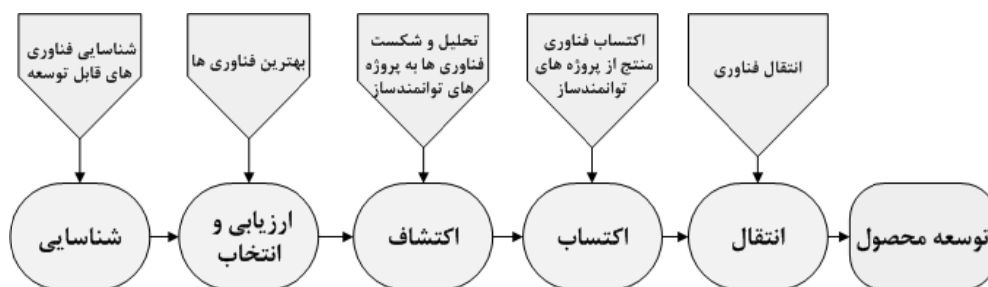 شناسایی فناوری
های قابل توسعه
بهترین فناوری ها
تحلیل و شکست
فناوری ها به پروژه
های توانمندساز
اکتساب فناوری
منتج از پروژه های
توانمندساز
انتقال فناوری
شناسایی
ارزیابی و
انتخاب
اکتشاف
اکتساب
انتقال
توسعه محصول